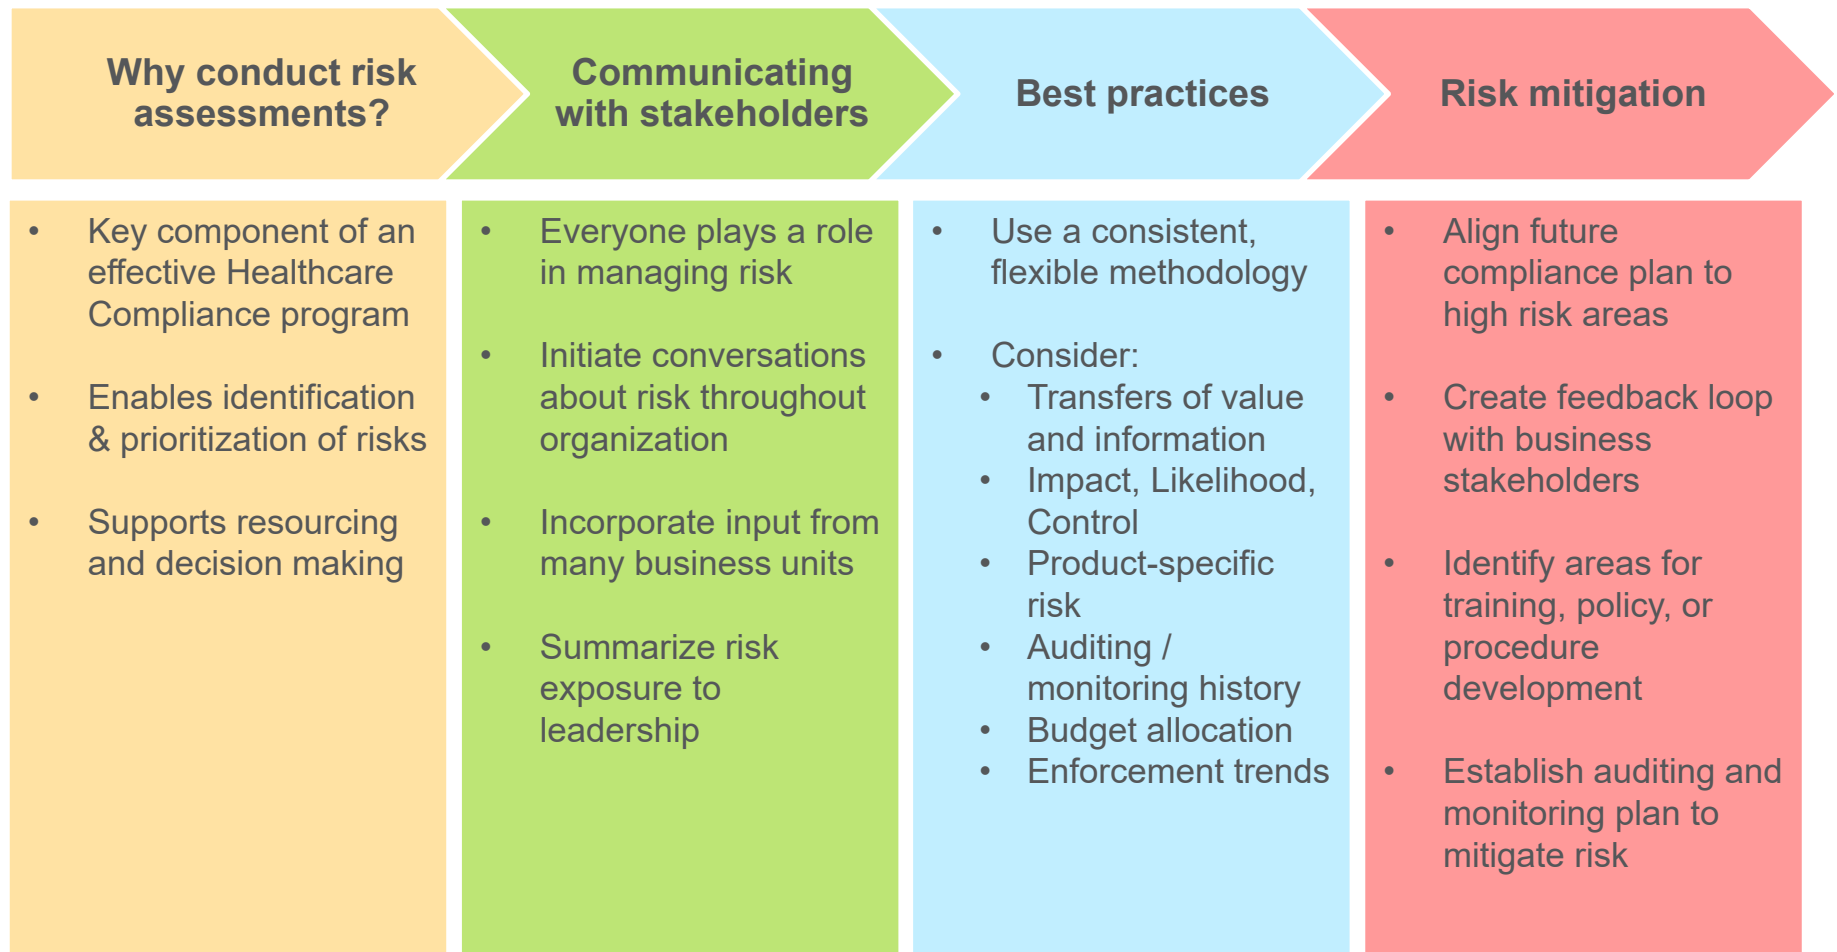 Why conduct risk
assessments?
Communicating
with stakeholders
Best practices
Risk mitigation
• Key component of an
effective Healthcare
Compliance program
• Enables identification
& prioritization of risks
• Supports resourcing
and decision making
• Everyone plays a role
in managing risk
• Initiate conversations
about risk throughout
organization
• Incorporate input from
many business units
• Summarize risk
exposure to
leadership
• Use a consistent,
flexible methodology
• Consider:
• Transfers of value
and information
• Impact, Likelihood,
Control
• Product-specific
risk
• Auditing /
monitoring history
• Budget allocation
• Enforcement trends
• Align future
compliance plan to
high risk areas
• Create feedback loop
with business
stakeholders
• Identify areas for
training, policy, or
procedure
development
• Establish auditing and
monitoring plan to
mitigate risk